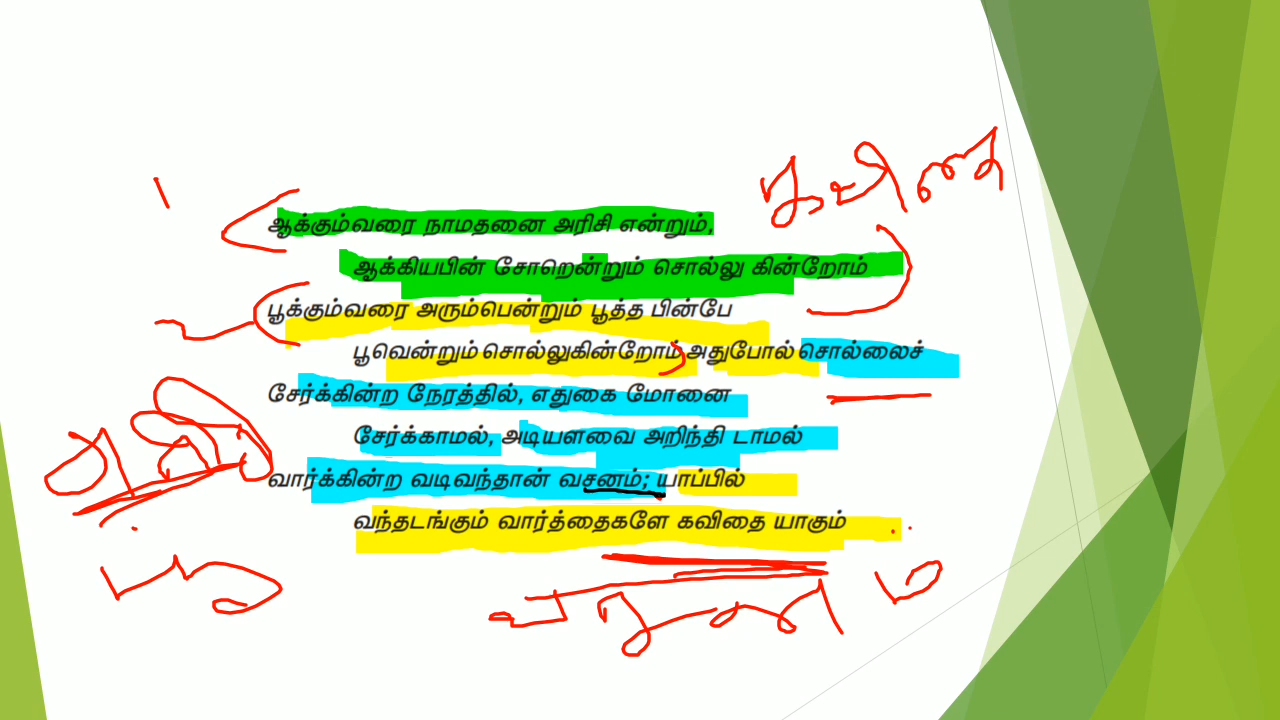 ஆக்கும்வரை நாமதனை அரிசி என்றும்,
ஆக்கியபின் சோறென்றும் சொல்லு கின்றோம்
பூக்கும்வரை அரும்பென்றும் பூத்த பின்பே
பூவென்றும் சொல்லுகின்றோம் அதுபோல் சொல்லைச்
சேர்க்கின்ற நேரத்தில், எதுகை மோனை
சேர்க்காமல், அடியளவை அறிந்தி டாமல்
வார்க்கின்ற வடிவந்தான் வசனம்; யாப்பில்
வந்தடங்கும் வார்த்தைகளே கவிதை யாகும்